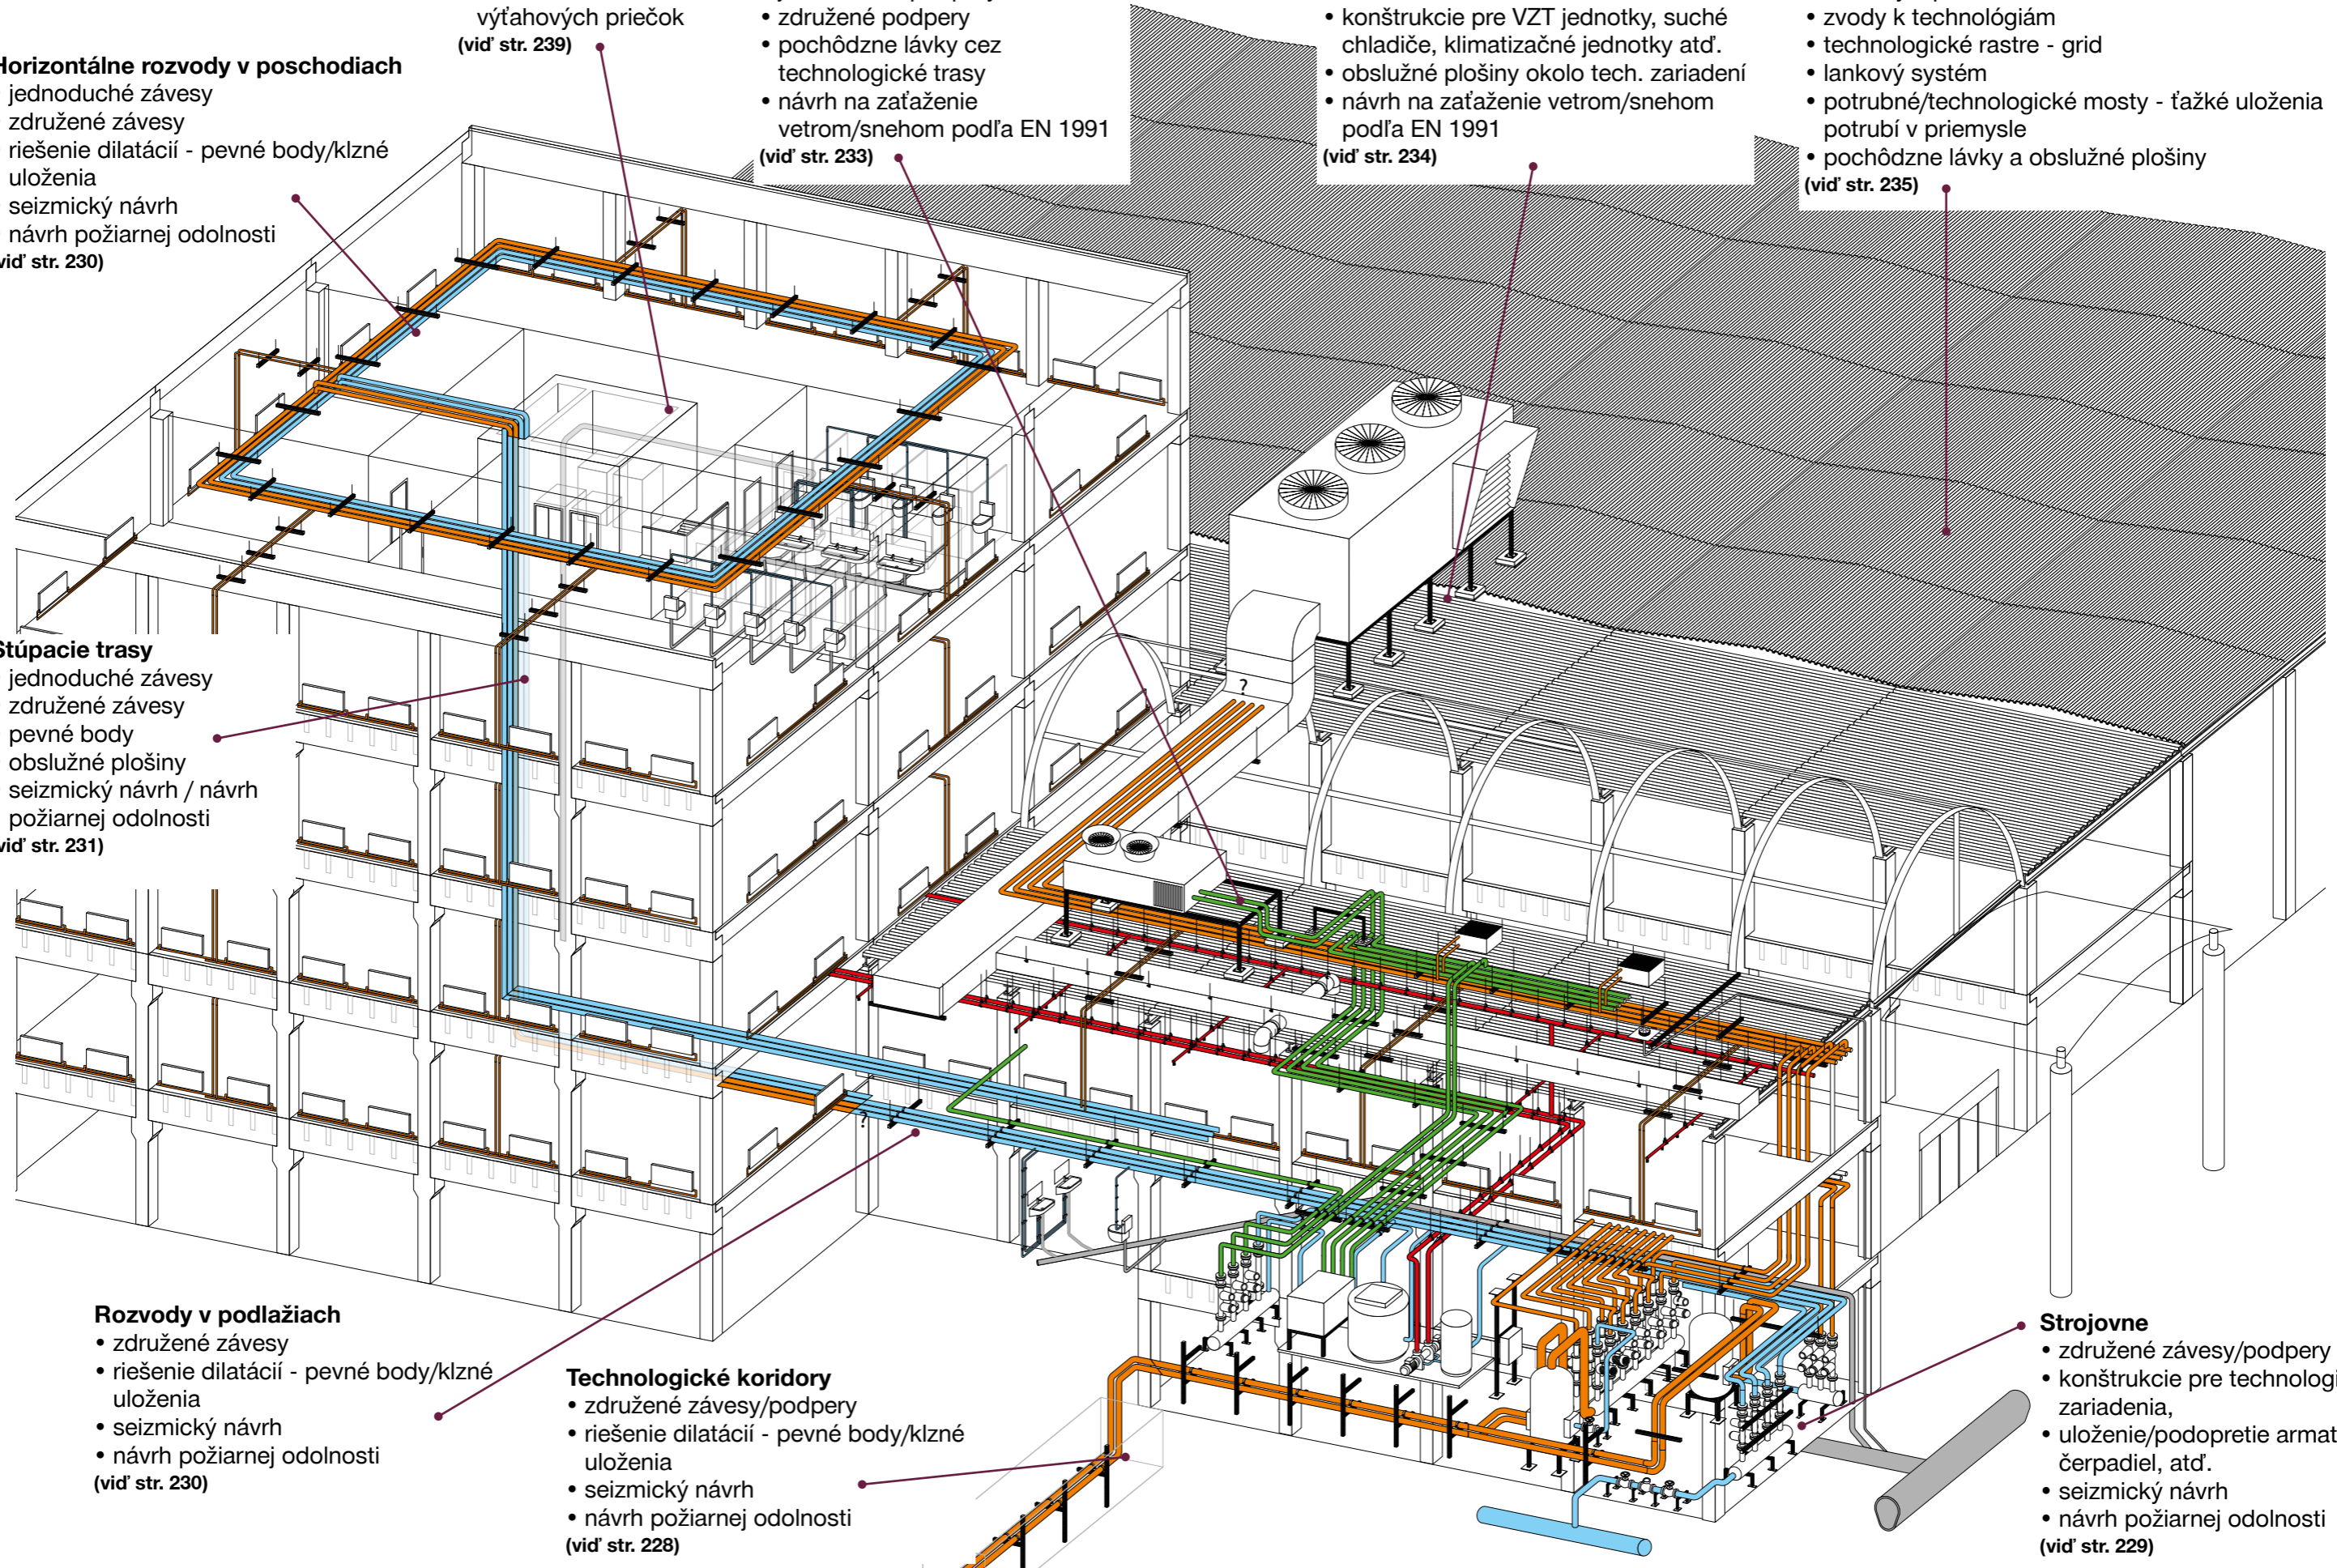 výťahových priečok
(viď str. 239)
• združené podpery
• pochôdzne lávky cez
technologické trasy
• návrh na zaťaženie
vetrom/snehom podľa EN 1991
(viď str. 233)
• konštrukcie pre VZT jednotky, suché
chladiče, klimatizačné jednotky atď.
• obslužné plošiny okolo tech. zariadení
• návrh na zaťaženie vetrom/snehom
podľa EN 1991
(viď str. 234)
• zvody k technológiám
• technologické rastre - grid
• lankový systém
• potrubné/technologické mosty - ťažké uloženia
potrubí v priemysle
• pochôdzne lávky a obslužné plošiny
(viď str. 235)
Horizontálne rozvody v poschodiach
jednoduché závesy
združené závesy
riešenie dilatácií - pevné body/klzné
uloženia
seizmický návrh
návrh požiarnej odolnosti
(viď str. 230)
Stúpacie trasy
jednoduché závesy
združené závesy
pevné body
obslužné plošiny
seizmický návrh / návrh
požiarnej odolnosti
(viď str. 231)
?
?
Rozvody v podlažiach
• združené závesy
• riešenie dilatácií - pevné body/klzné
uloženia
• seizmický návrh
• návrh požiarnej odolnosti
(viď str. 230)
Technologické koridory
• združené závesy/podpery
• riešenie dilatácií - pevné body/klzné
uloženia
• seizmický návrh
• návrh požiarnej odolnosti
(viď str. 228)
Strojovne
• združené závesy/podpery
• konštrukcie pre technologi
zariadenia,
• uloženie/podopretie armat
čerpadiel, atď.
• seizmický návrh
• návrh požiarnej odolnosti
(viď str. 229)